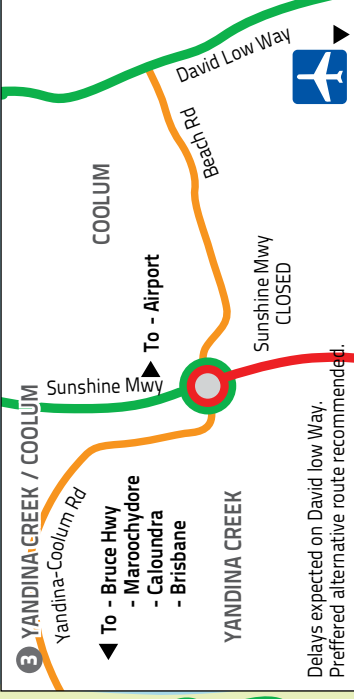 3 YANDINA CREEK / COOLUM
Yandina-Coolum Rd
Sunshine Mwy
COOLUM
David Low Way
Beach Rd
To - Airport
To - Bruce Hwy
- Maroochydore
- Caloundra
- Brisbane
Sunshine Mwy
CLOSED
YANDINA CREEK
Delays expected on David low Way.
Preffered alternative route recommended.